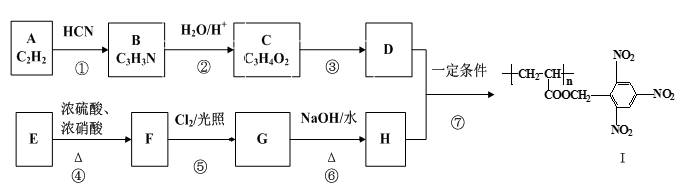 A
C₂H₂
HCN
①
B
C₃H₃N
H₂O/H⁺
②
C
C₃H₄O₂
③
D
一定条件
⑦
E
浓硫酸、
浓硝酸
Δ
④
F
Cl₂/光照
⑤
G
NaOH/水
Δ
⑥
H
CH₂-CH
n
COOCH₂
NO₂
NO₂
NO₂
I